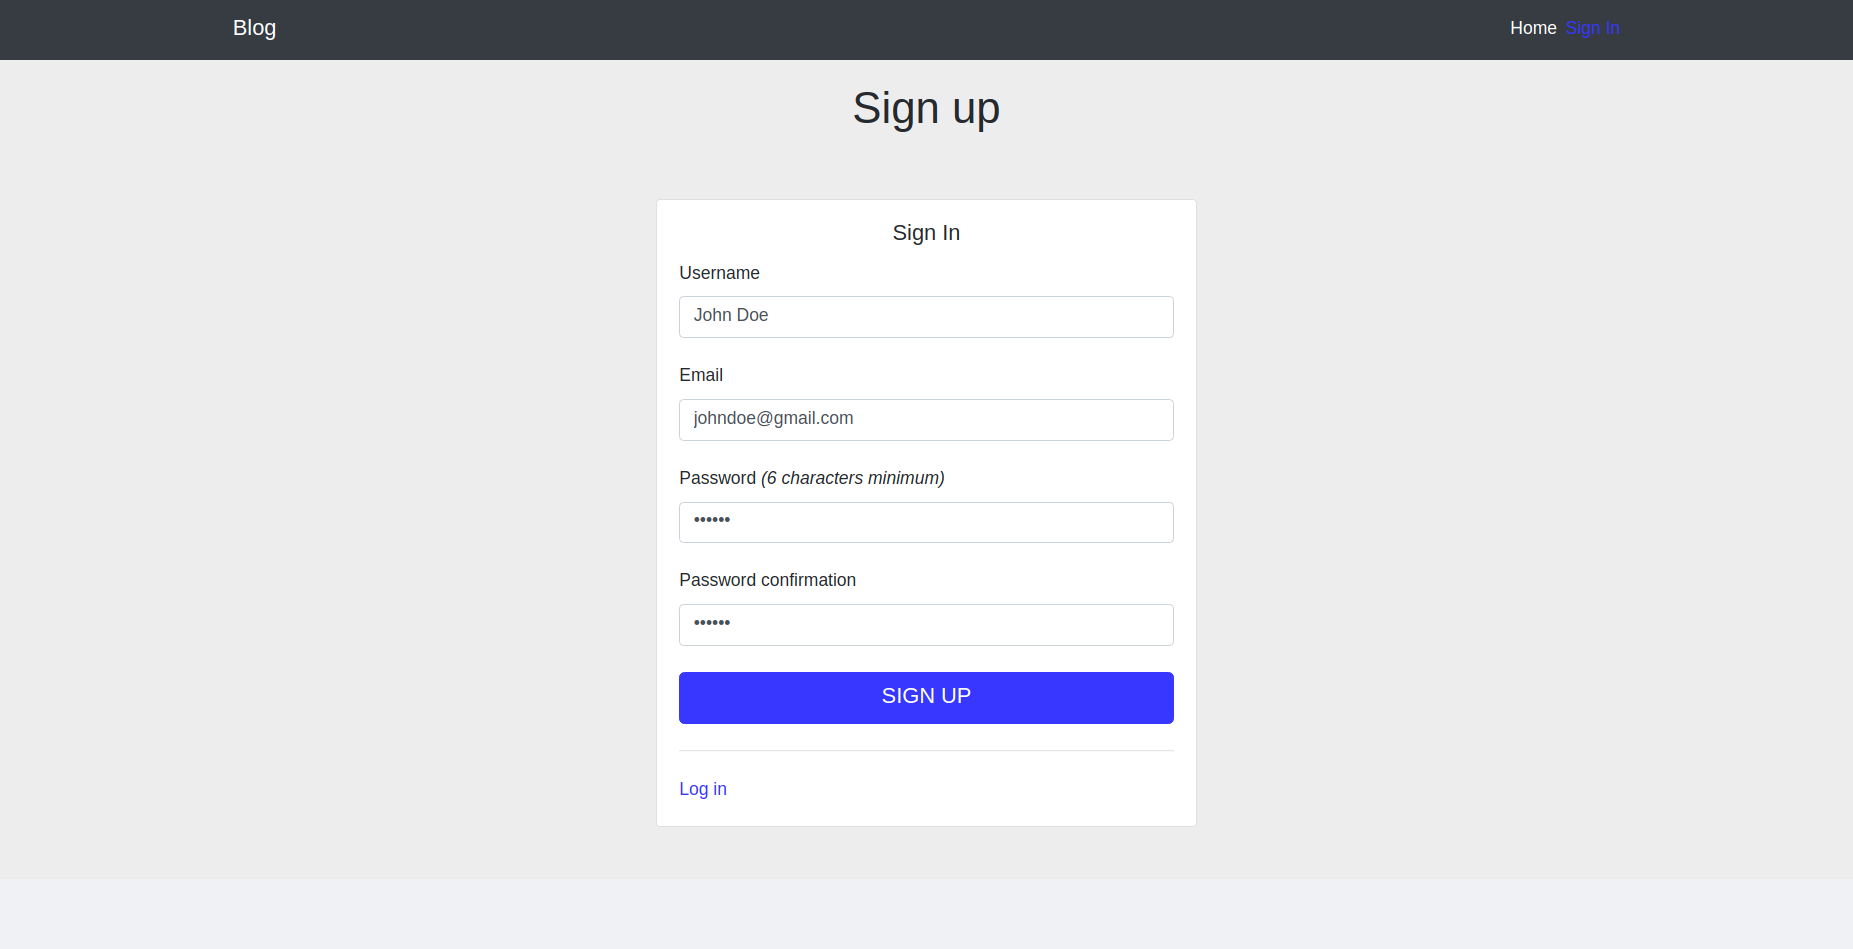 Blog Home Sign In
Sign up
Sign In
Username
John Doe
Email
johndoe@gmail.com
Password (6 characters minimum)
••••••
Password confirmation
••••••
SIGN UP
Log in